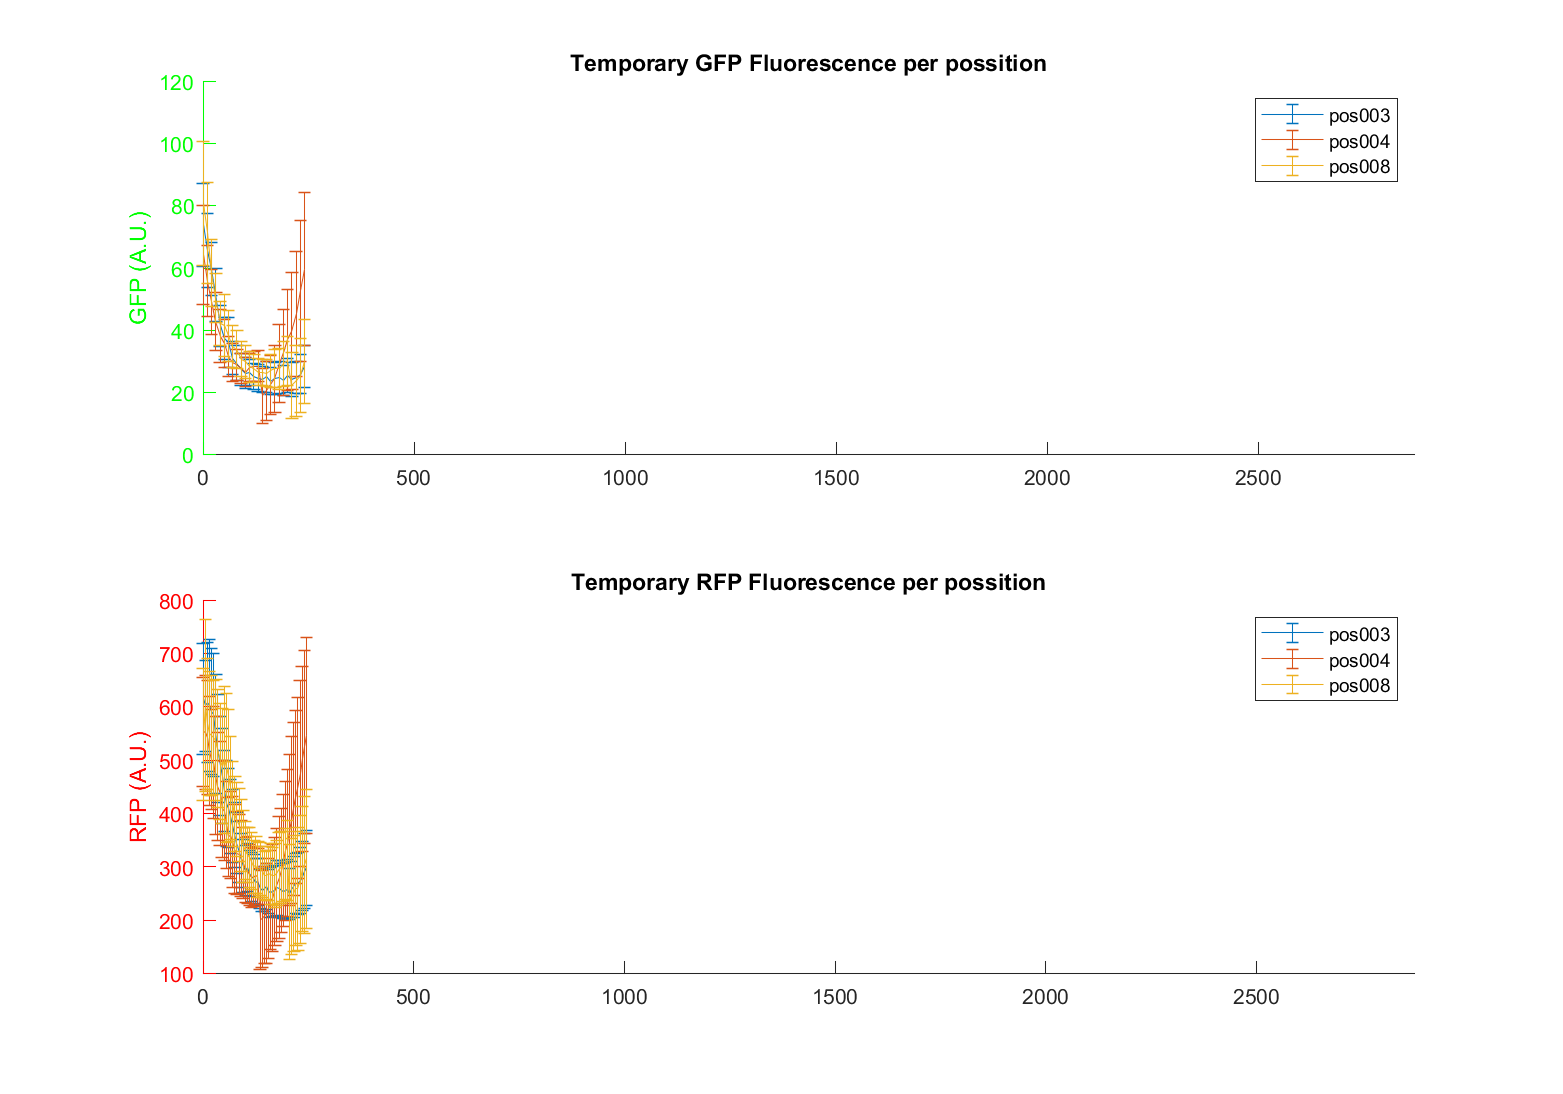 Temporary GFP Fluorescence per possition
120
100
80
60
40
20
0
GFP (A.U.)
pos003
pos004
pos008
0 500 1000 1500 2000 2500
Temporary RFP Fluorescence per possition
800
700
600
500
400
300
200
100
RFP (A.U.)
pos003
pos004
pos008
0 500 1000 1500 2000 2500